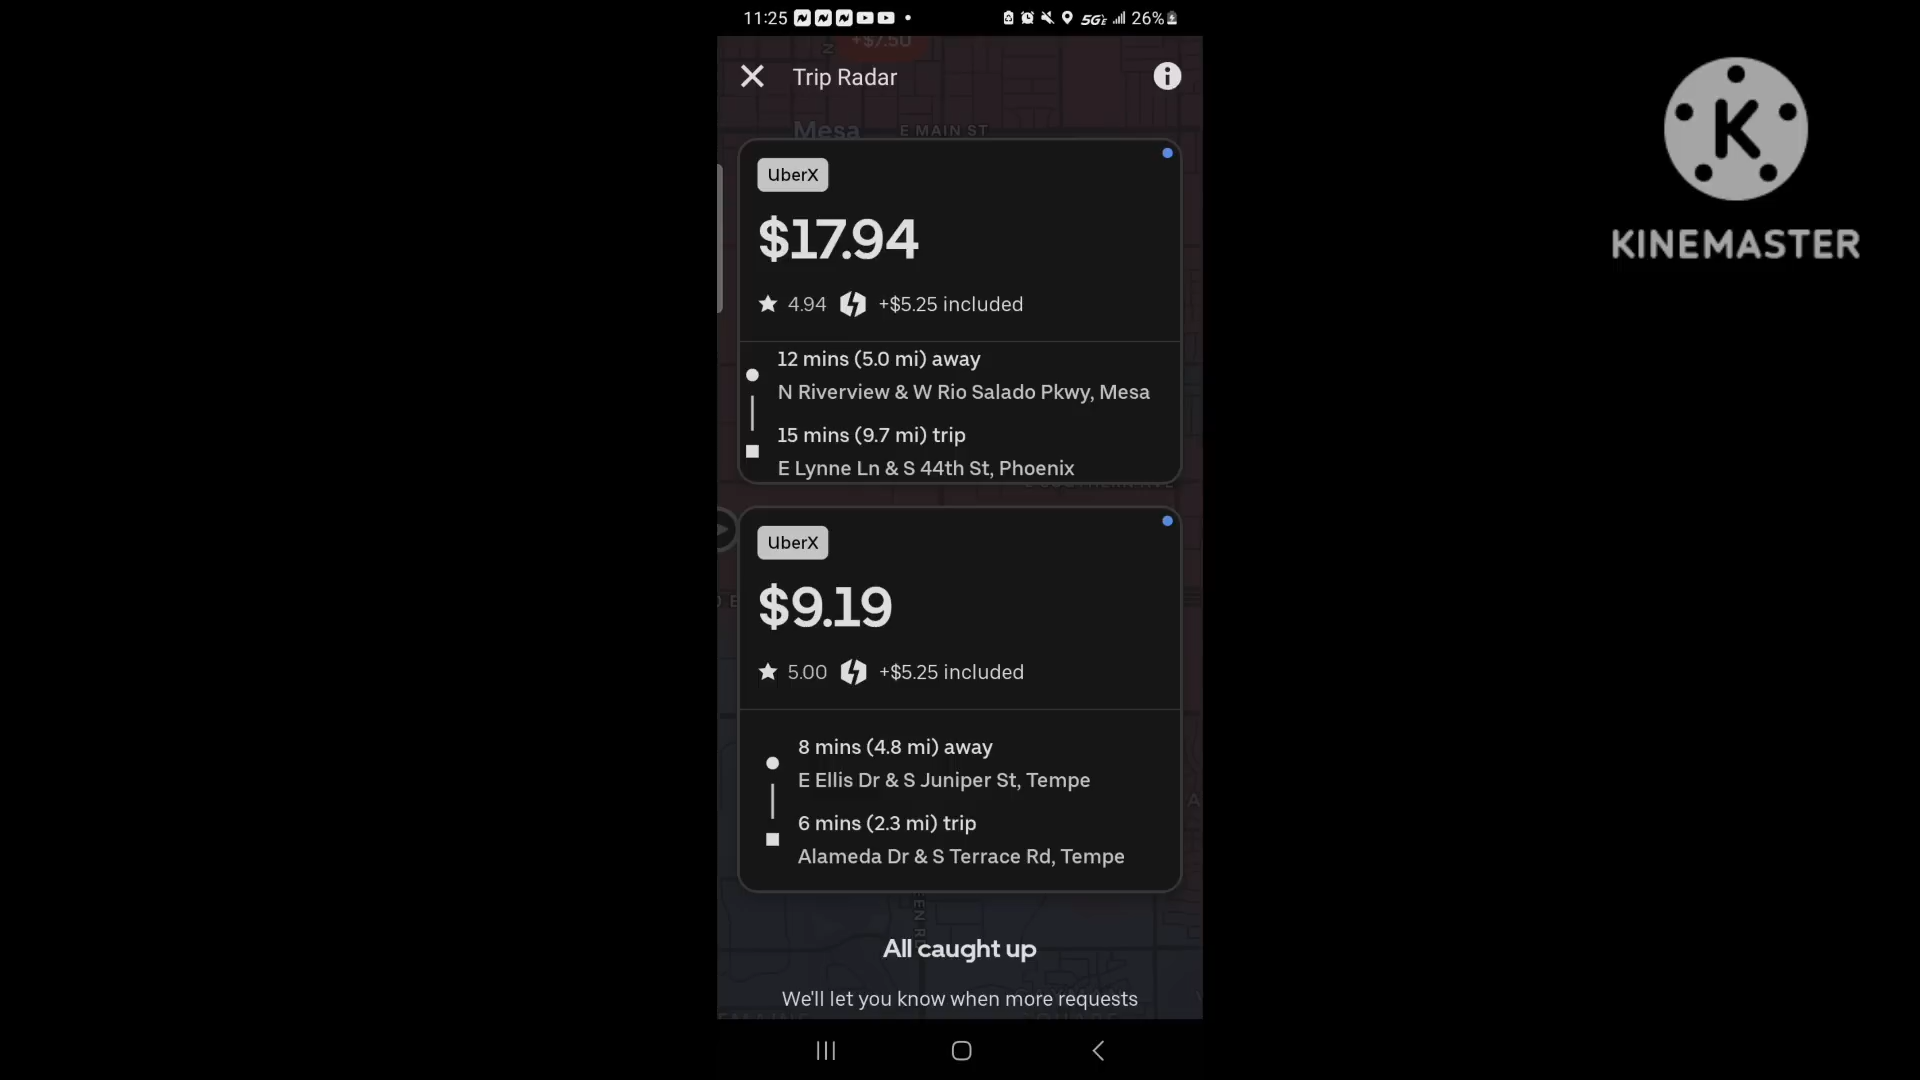 11:25
5GE 26%
+$7.50
Trip Radar
Mesa
E MAIN ST
UberX
$17.94
4.94 +$5.25 included
12 mins (5.0 mi) away
N Riverview & W Rio Salado Pkwy, Mesa
15 mins (9.7 mi) trip
E Lynne Ln & S 44th St, Phoenix
UberX
$9.19
5.00 +$5.25 included
8 mins (4.8 mi) away
E Ellis Dr & S Juniper St, Tempe
6 mins (2.3 mi) trip
Alameda Dr & S Terrace Rd, Tempe
All caught up
We'll let you know when more requests
K
KINEMASTER